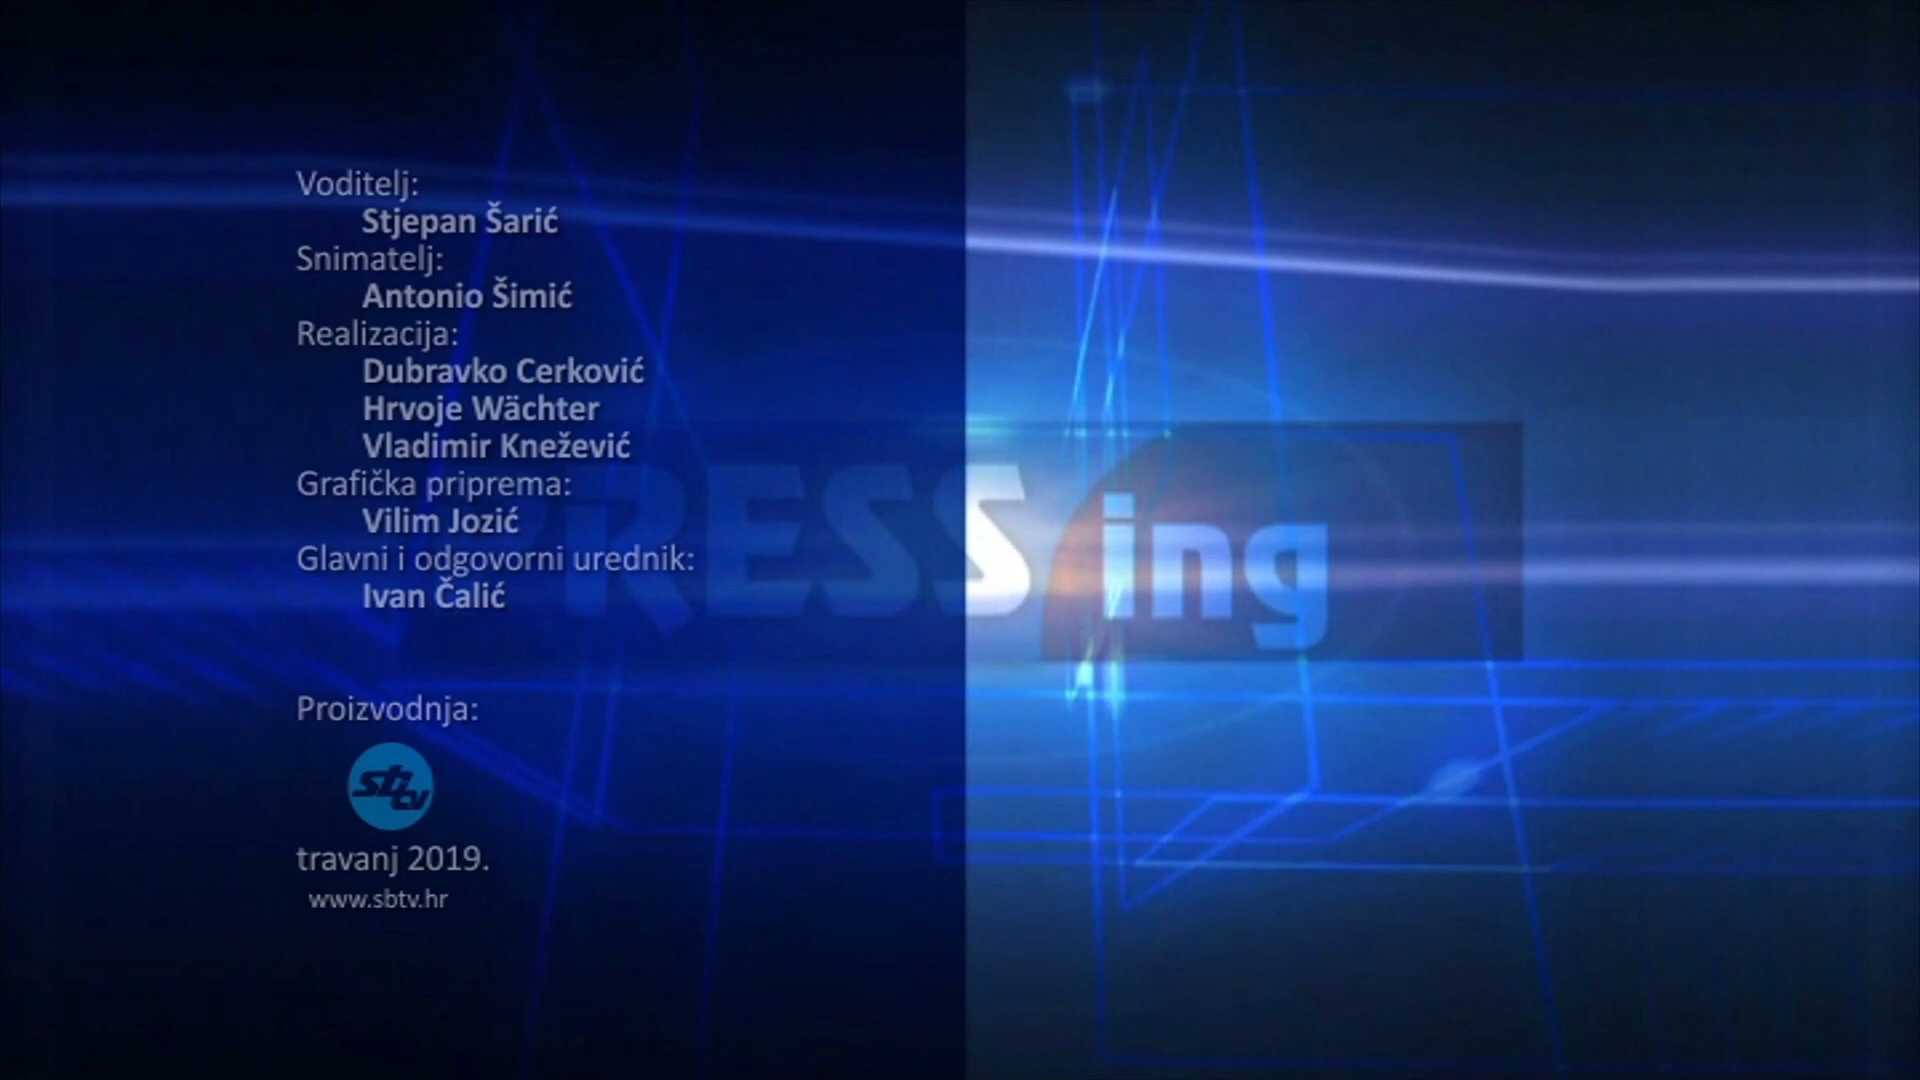 Voditelj:
Stjepan Šarić
Snimatelj:
Antonio Šimić
Realizacija:
Dubravko Cerković
Hrvoje Wächter
Vladimir Knežević
Grafička priprema:
Vilim Jozić
Glavni i odgovorni urednik:
Ivan Čalić
PRESSing
Proizvodnja:
sbtv
travanj 2019.
www.sbtv.hr